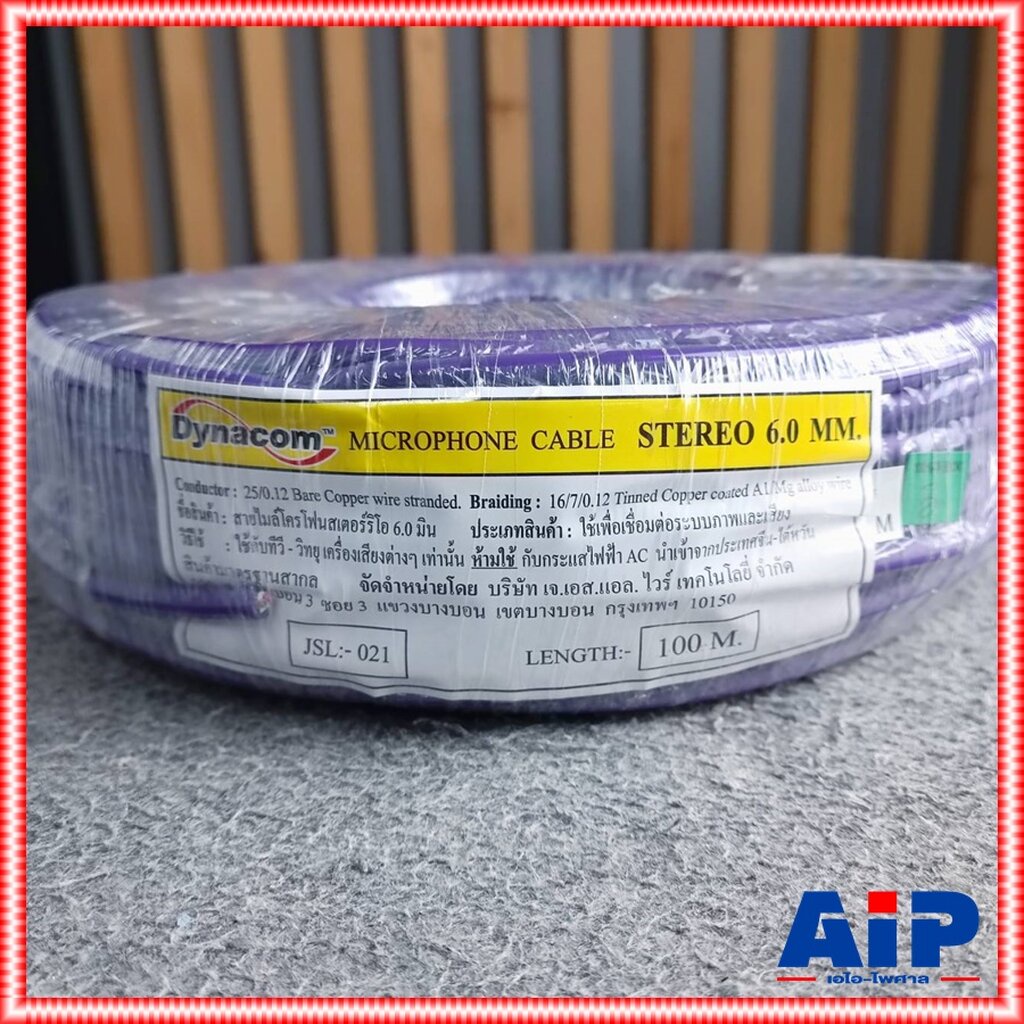 Dynacom™ MICROPHONE CABLE STEREO 6.0 MM.
Conductor : 25/0.12 Bare Copper wire stranded. Braiding : 16/7/0.12 Tinned Copper coated A1/Mg alloy wire
ชื่อสินค้า : สายไมล์โครโฟนสเตอร์ริโอ 6.0 มิน ประเภทสินค้า : ใช้เพื่อเชื่อมต่อระบบภาพและเสียง
วิธีใช้ : ใช้กับทีวี - วิทยุ เครื่องเสียงต่างๆ เท่านั้น ห้ามใช้ กับกระแสไฟฟ้า AC นำเข้าจากประเทศจีน-ไต้หวัน
สินค้ามาตรฐานสากล จัดจำหน่ายโดย บริษัท เจ.เอส.แอล. ไวร์ เทคโนโลยี่ จำกัด
3 ซอย 3 แขวงบางบอน เขตบางบอน กรุงเทพฯ 10150
JSL:- 021 LENGTH:- 100 M.
M
AiP
เอไอ-ไพศาล